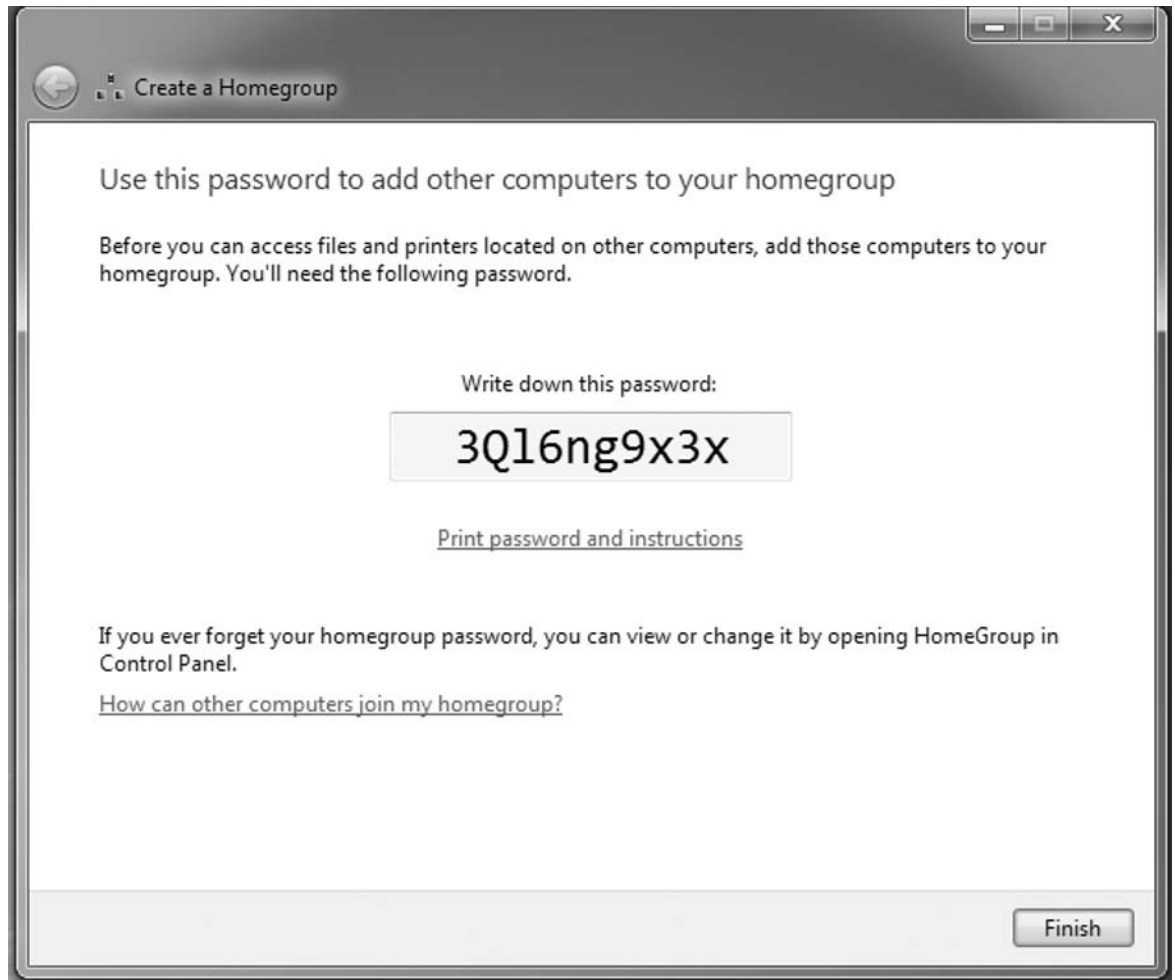 Create a Homegroup
Use this password to add other computers to your homegroup
Before you can access files and printers located on other computers, add those computers to your
homegroup. You'll need the following password.
Write down this password:
3Ql6ng9x3x
Print password and instructions
If you ever forget your homegroup password, you can view or change it by opening HomeGroup in
Control Panel.
How can other computers join my homegroup?
Finish